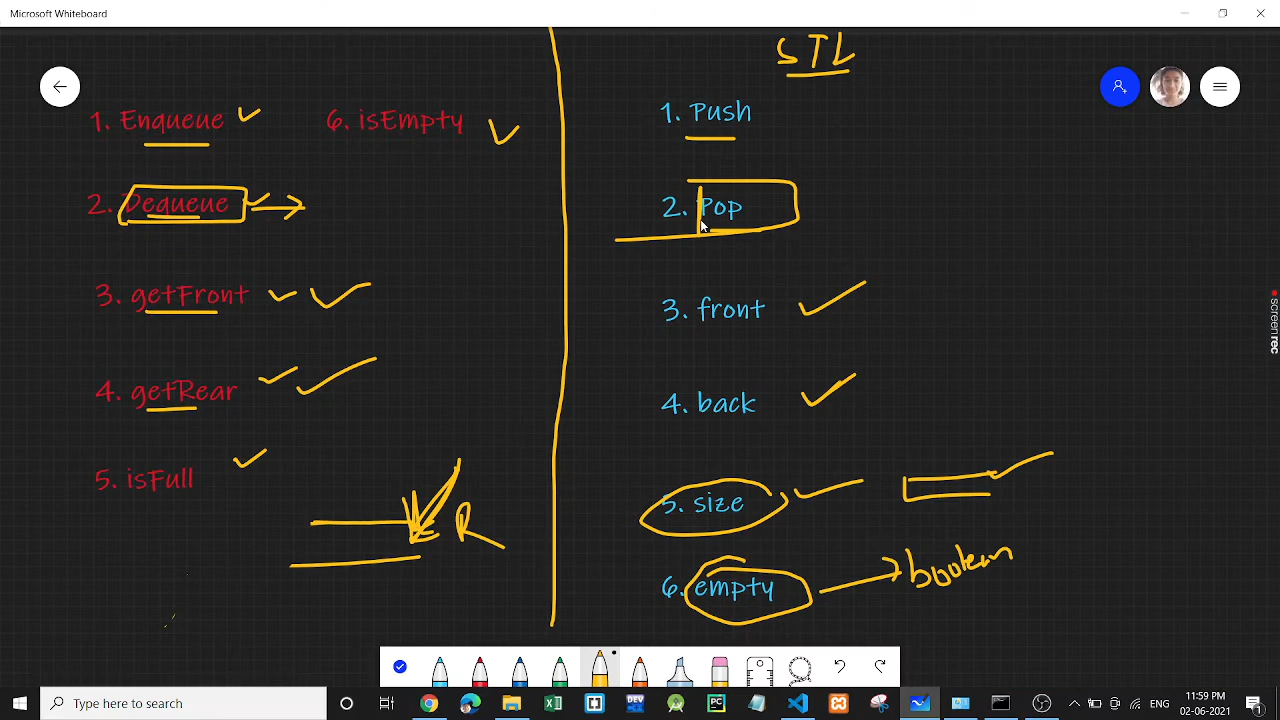 Microsoft Whiteboard
STL
1. Enqueue
6. isEmpty
2. Dequeue
3. getFront
4. getRear
5. isFull
R
1. Push
2. Pop
3. front
4. back
5. size
6. empty
boolean
screenrec
Type here to search
ENG
11:59 PM
02-06-2021